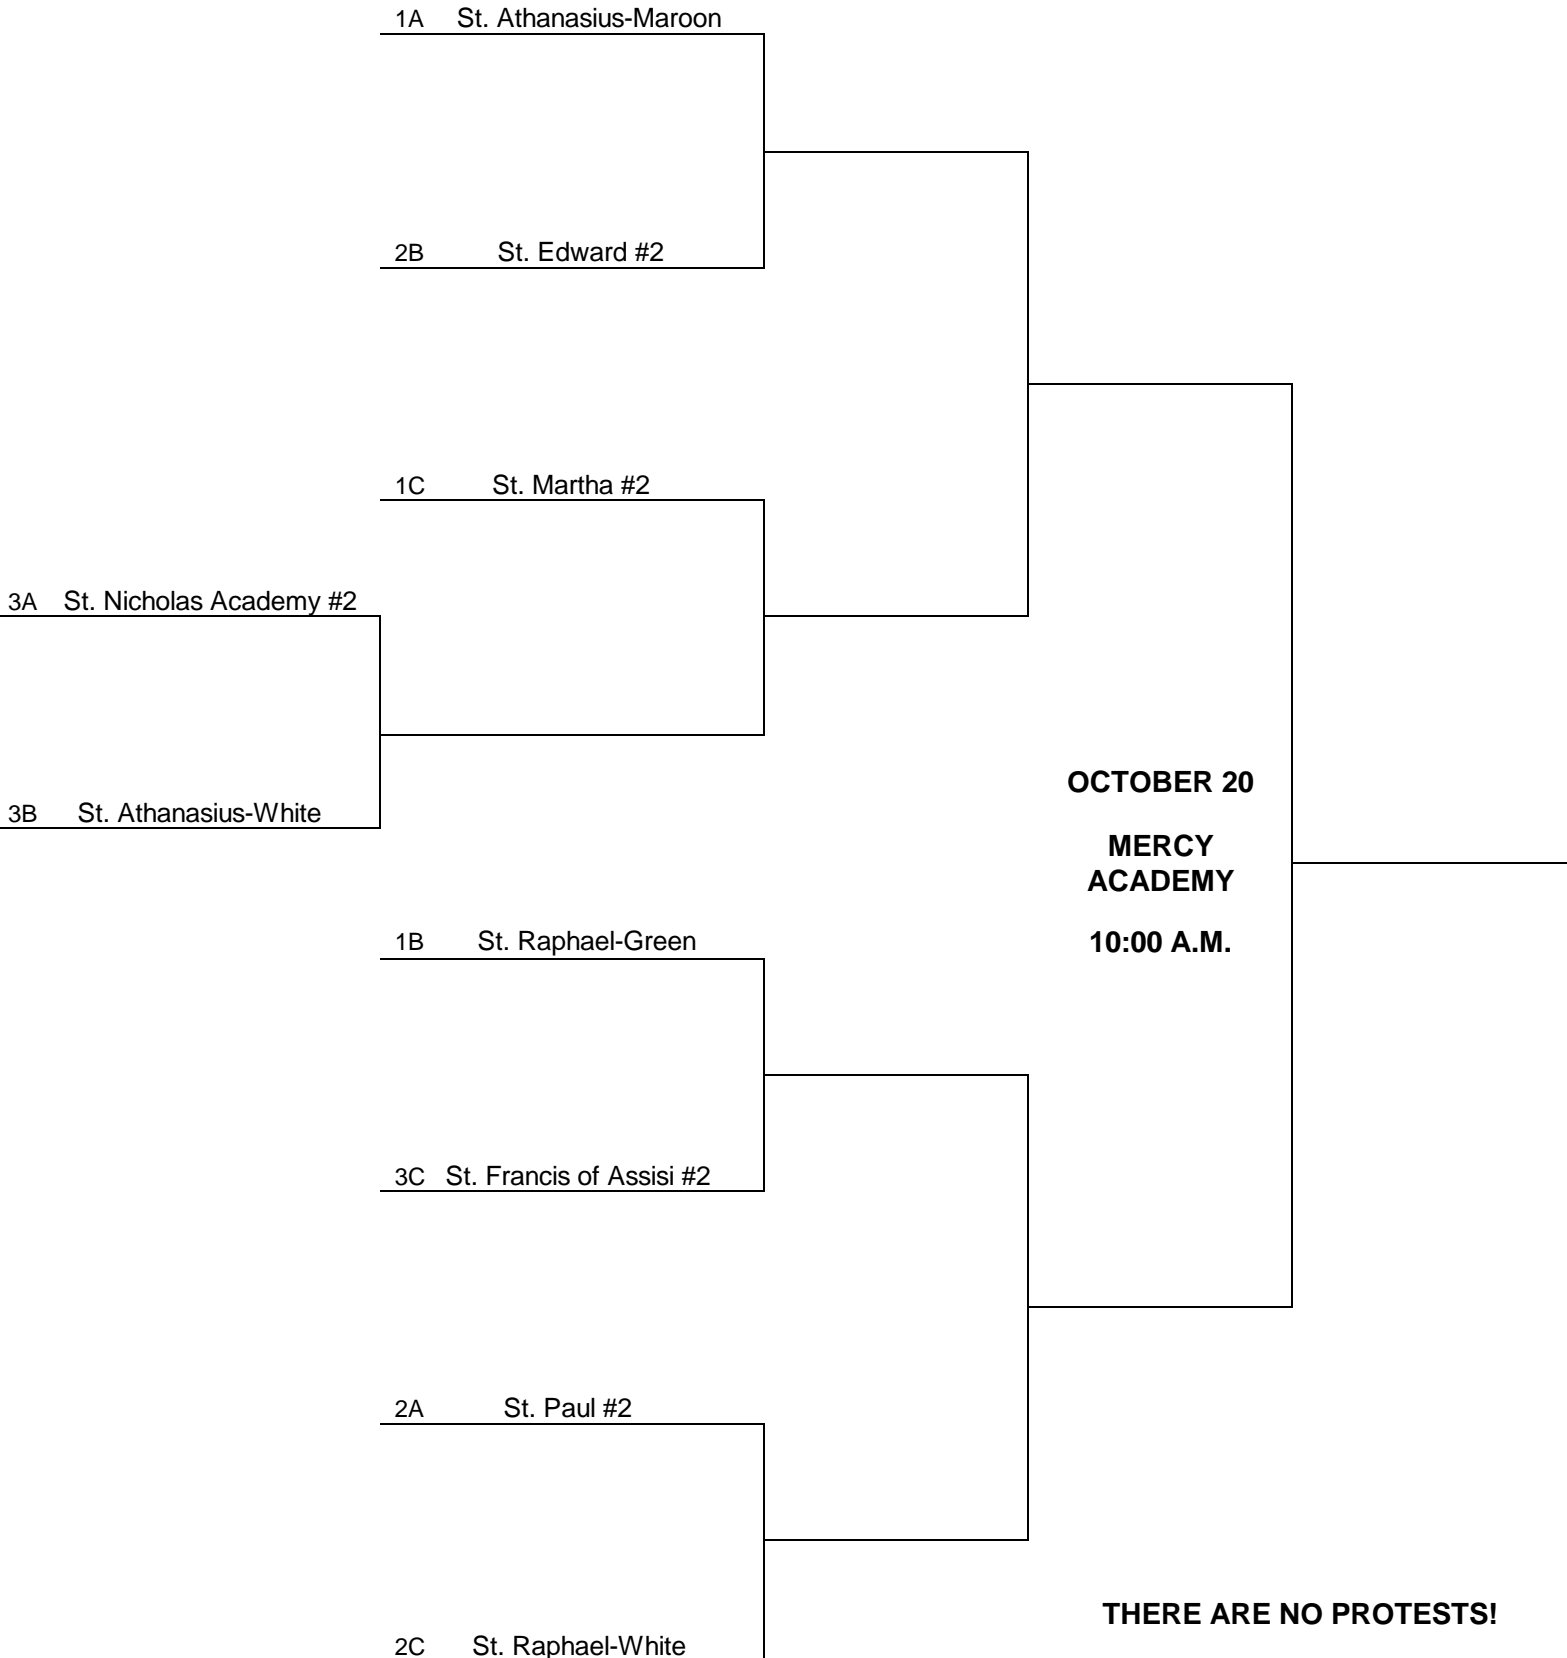 1A St. Athanasius-Maroon
2B St. Edward #2
1C St. Martha #2
3A St. Nicholas Academy #2
3B St. Athanasius-White
OCTOBER 20
MERCY
ACADEMY
10:00 A.M.
1B St. Raphael-Green
3C St. Francis of Assisi #2
2A St. Paul #2
THERE ARE NO PROTESTS!
2C St. Raphael-White